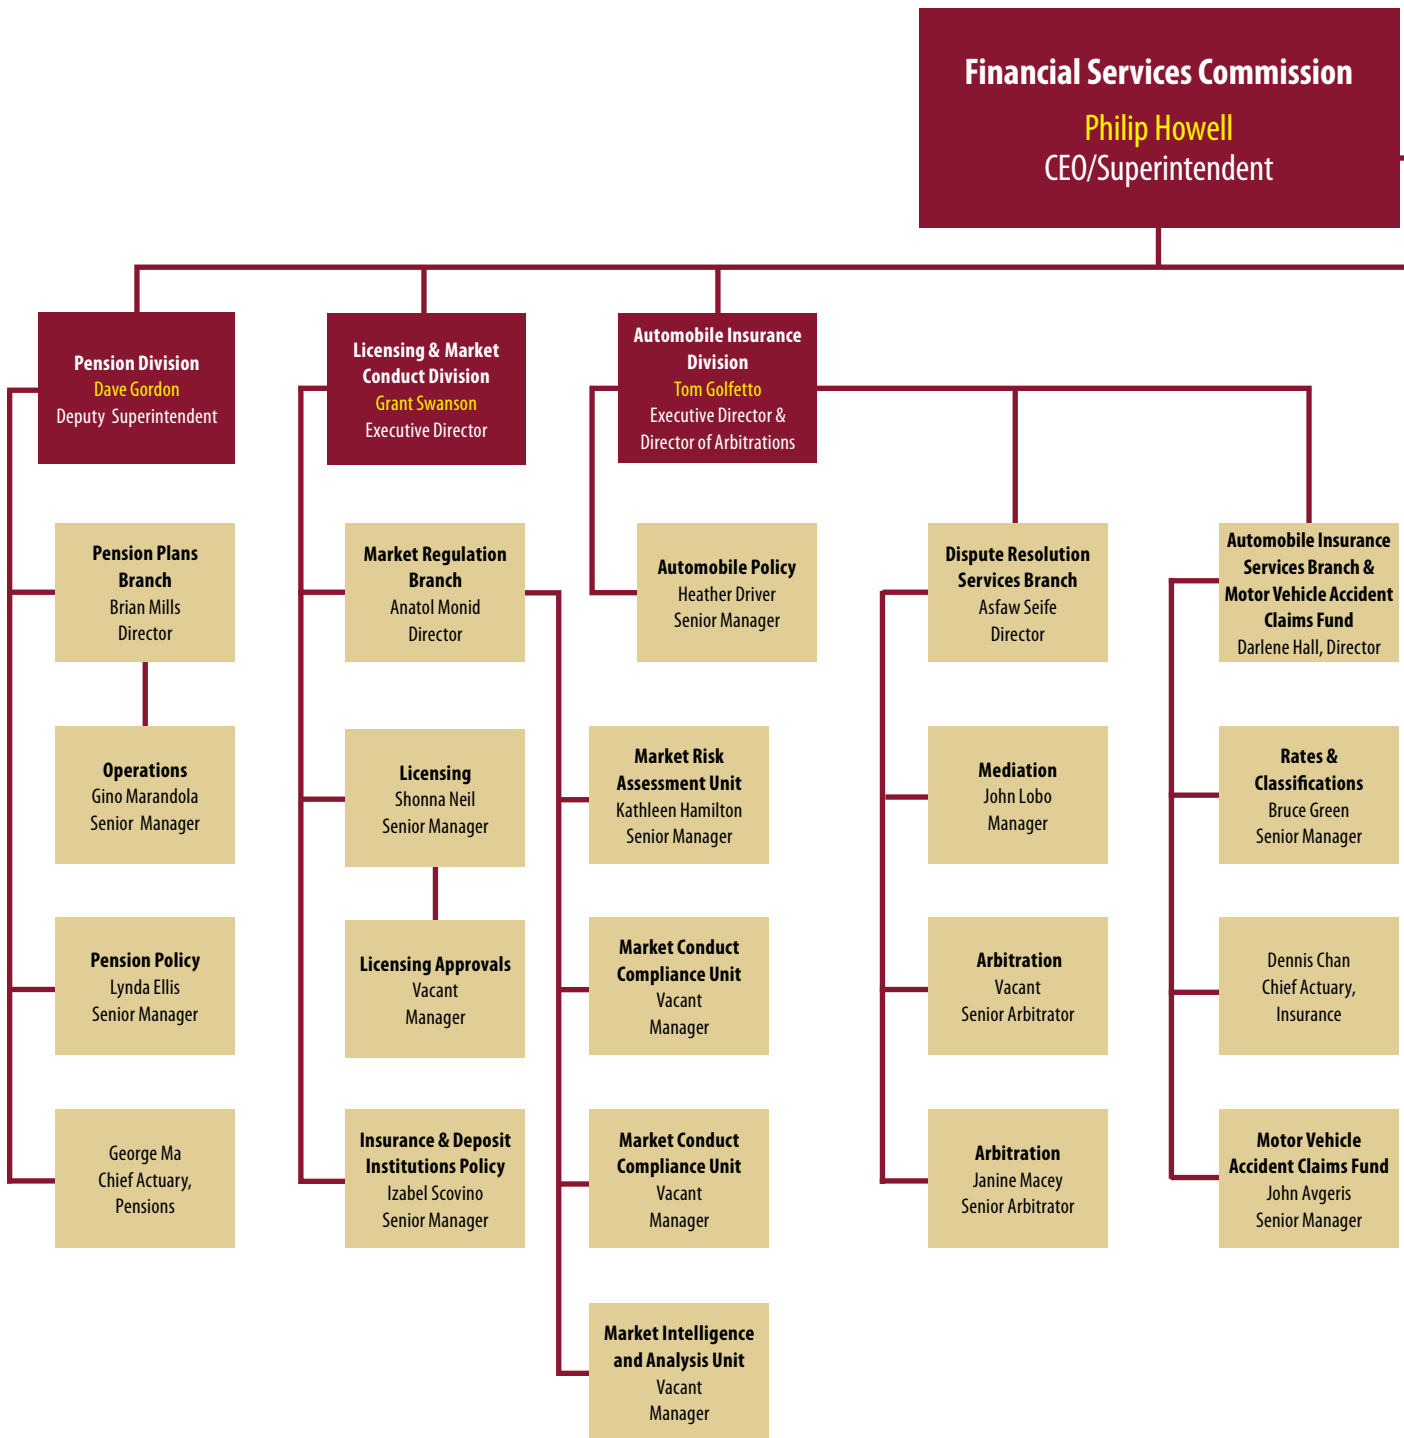 Financial Services Commission
Philip Howell
CEO/Superintendent
Pension Division
Dave Gordon
Deputy Superintendent
Licensing & Market
Conduct Division
Grant Swanson
Executive Director
Automobile Insurance
Division
Tom Golfetto
Executive Director &
Director of Arbitrations
Pension Plans
Branch
Brian Mills
Director
Market Regulation
Branch
Anatol Monid
Director
Automobile Policy
Heather Driver
Senior Manager
Dispute Resolution
Services Branch
Asfaw Seife
Director
Automobile Insurance
Services Branch &
Motor Vehicle Accident
Claims Fund
Darlene Hall, Director
Operations
Gino Marandola
Senior Manager
Licensing
Shonna Neil
Senior Manager
Market Risk
Assessment Unit
Kathleen Hamilton
Senior Manager
Mediation
John Lobo
Manager
Rates &
Classifications
Bruce Green
Senior Manager
Pension Policy
Lynda Ellis
Senior Manager
Licensing Approvals
Vacant
Manager
Market Conduct
Compliance Unit
Vacant
Manager
Arbitration
Vacant
Senior Arbitrator
Dennis Chan
Chief Actuary,
Insurance
George Ma
Chief Actuary,
Pensions
Insurance & Deposit
Institutions Policy
Izabel Scovino
Senior Manager
Market Conduct
Compliance Unit
Vacant
Manager
Arbitration
Janine Macey
Senior Arbitrator
Motor Vehicle
Accident Claims Fund
John Avgeris
Senior Manager
Market Intelligence
and Analysis Unit
Vacant
Manager